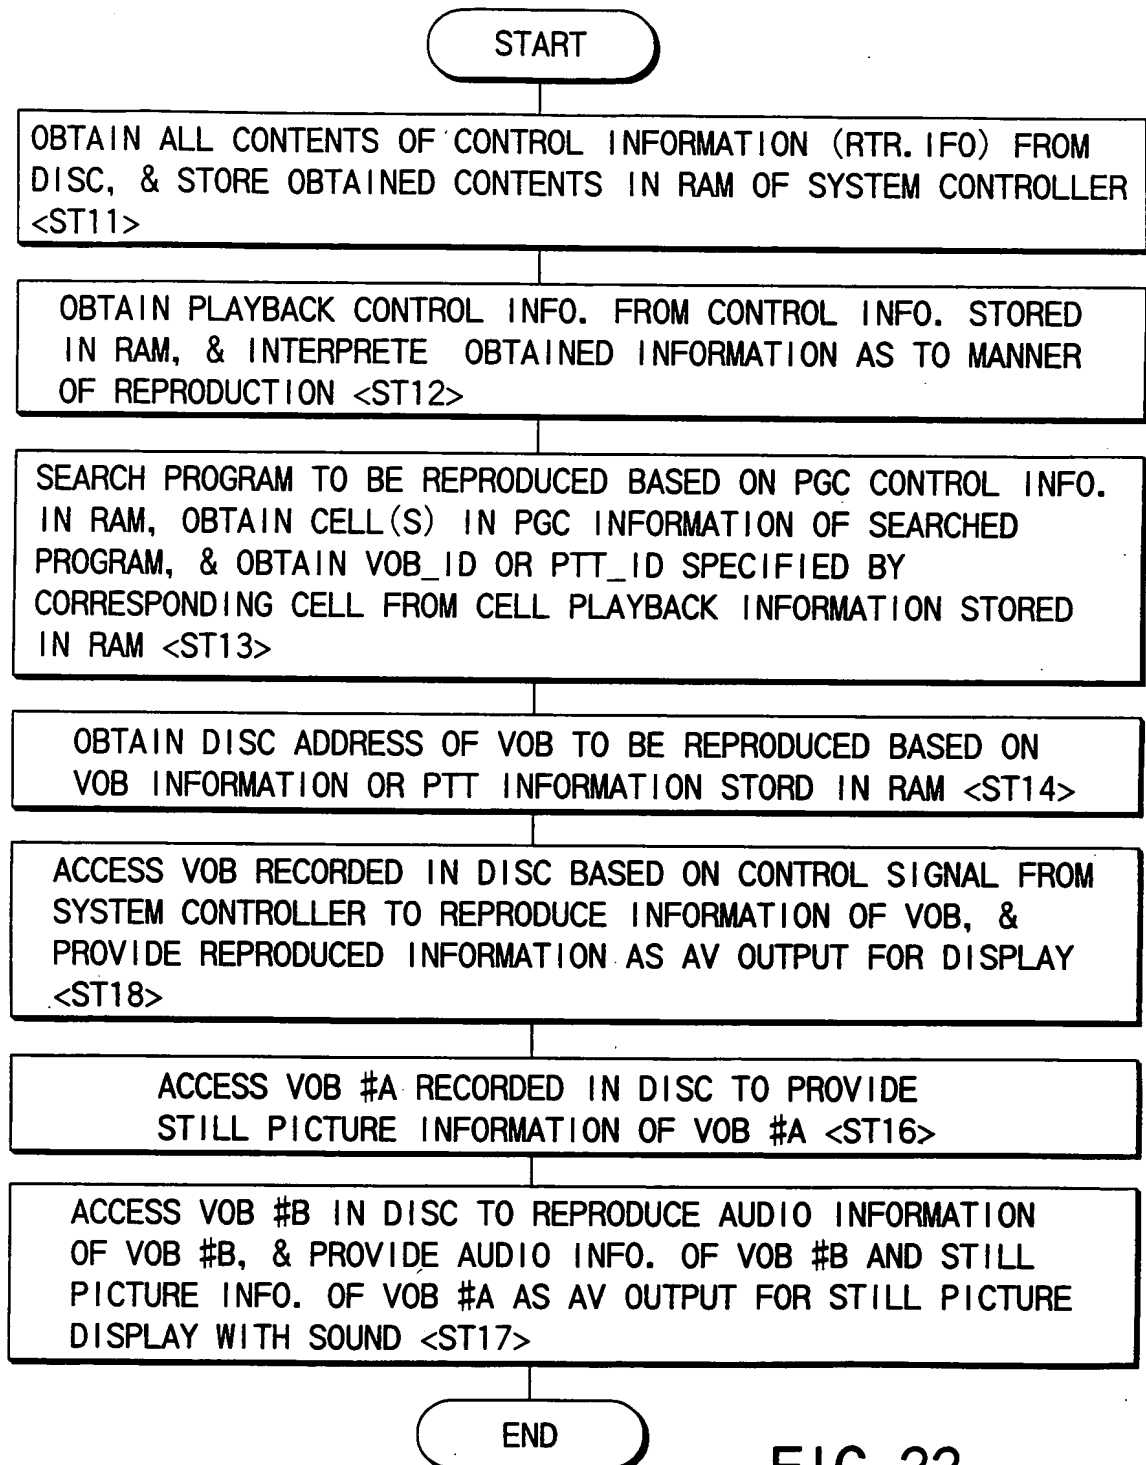 START
OBTAIN ALL CONTENTS OF CONTROL INFORMATION (RTR.IFO) FROM
DISC, & STORE OBTAINED CONTENTS IN RAM OF SYSTEM CONTROLLER
<ST11>
OBTAIN PLAYBACK CONTROL INFO. FROM CONTROL INFO. STORED
IN RAM, & INTERPRETE OBTAINED INFORMATION AS TO MANNER
OF REPRODUCTION <ST12>
SEARCH PROGRAM TO BE REPRODUCED BASED ON PGC CONTROL INFO.
IN RAM, OBTAIN CELL(S) IN PGC INFORMATION OF SEARCHED
PROGRAM, & OBTAIN VOB_ID OR PTT_ID SPECIFIED BY
CORRESPONDING CELL FROM CELL PLAYBACK INFORMATION STORED
IN RAM <ST13>
OBTAIN DISC ADDRESS OF VOB TO BE REPRODUCED BASED ON
VOB INFORMATION OR PTT INFORMATION STORD IN RAM <ST14>
ACCESS VOB RECORDED IN DISC BASED ON CONTROL SIGNAL FROM
SYSTEM CONTROLLER TO REPRODUCE INFORMATION OF VOB, &
PROVIDE REPRODUCED INFORMATION AS AV OUTPUT FOR DISPLAY
<ST18>
ACCESS VOB #A RECORDED IN DISC TO PROVIDE
STILL PICTURE INFORMATION OF VOB #A <ST16>
ACCESS VOB #B IN DISC TO REPRODUCE AUDIO INFORMATION
OF VOB #B, & PROVIDE AUDIO INFO. OF VOB #B AND STILL
PICTURE INFO. OF VOB #A AS AV OUTPUT FOR STILL PICTURE
DISPLAY WITH SOUND <ST17>
END